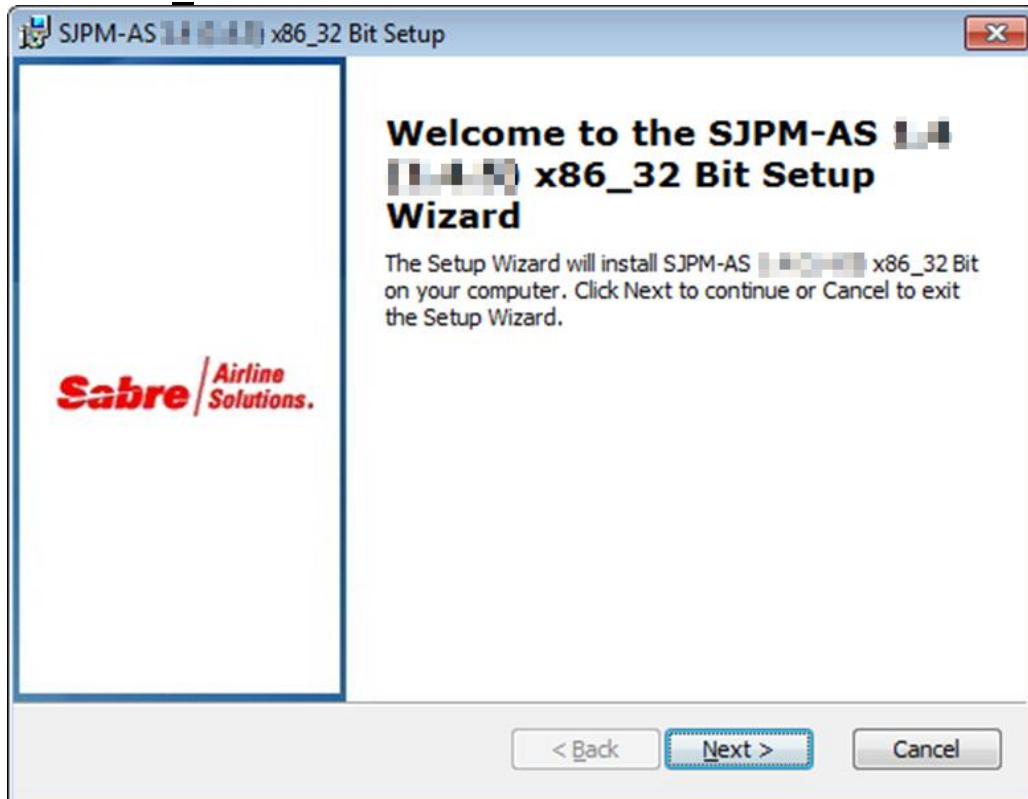 SJPM-AS x86_32 Bit Setup
Welcome to the SJPM-AS
x86_32 Bit Setup
Wizard
The Setup Wizard will install SJPM-AS x86_32 Bit
on your computer. Click Next to continue or Cancel to exit
the Setup Wizard.
Sabre Airline
Solutions.
< Back Next > Cancel